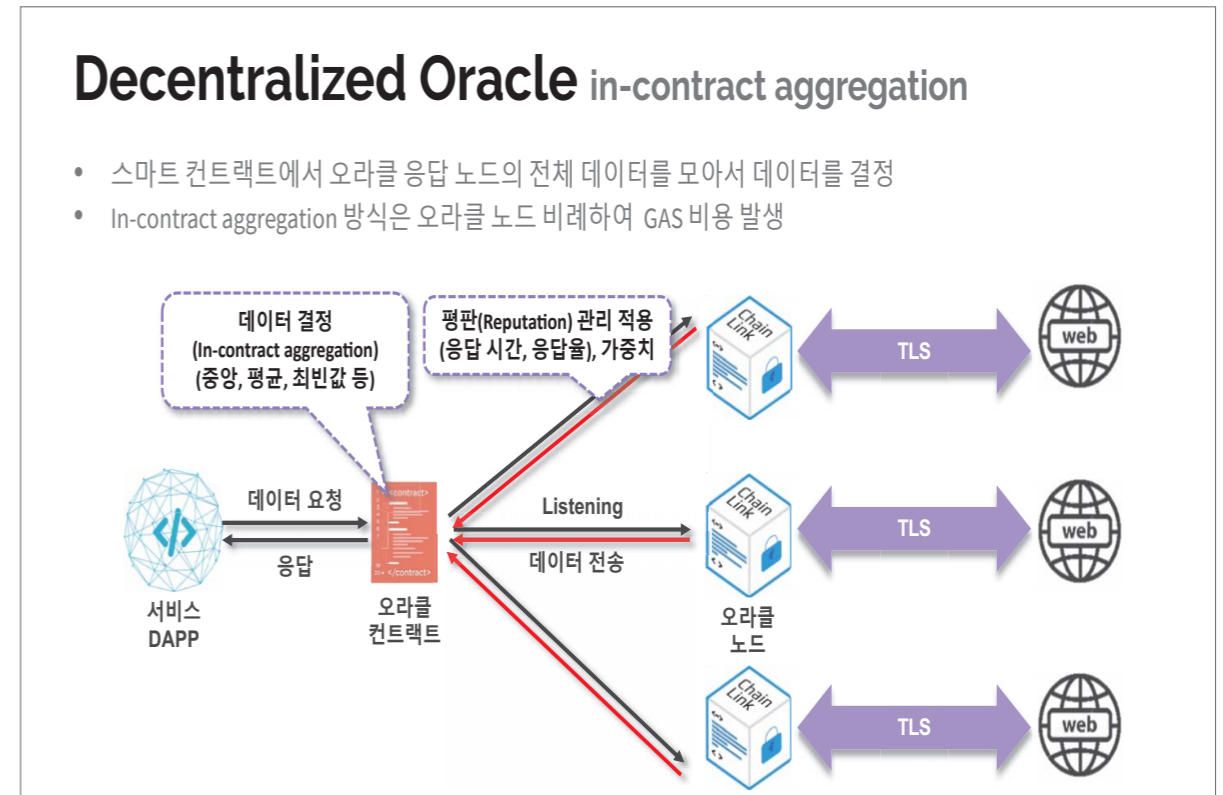 Decentralized Oracle in-contract aggregation
• 스마트 컨트랙트에서 오라클 응답 노드의 전체 데이터를 모아서 데이터를 결정
• In-contract aggregation 방식은 오라클 노드 비례하여 GAS 비용 발생
데이터 결정
(In-contract aggregation)
(중앙, 평균, 최빈값 등)
평판(Reputation) 관리 적용
(응답 시간, 응답율), 가중치
Chain
Link
TLS
web
데이터 요청
응답
<contract>
</contract>
Listening
데이터 전송
Chain
Link
TLS
web
서비스
DAPP
오라클
컨트랙트
오라클
노드
Chain
Link
TLS
web